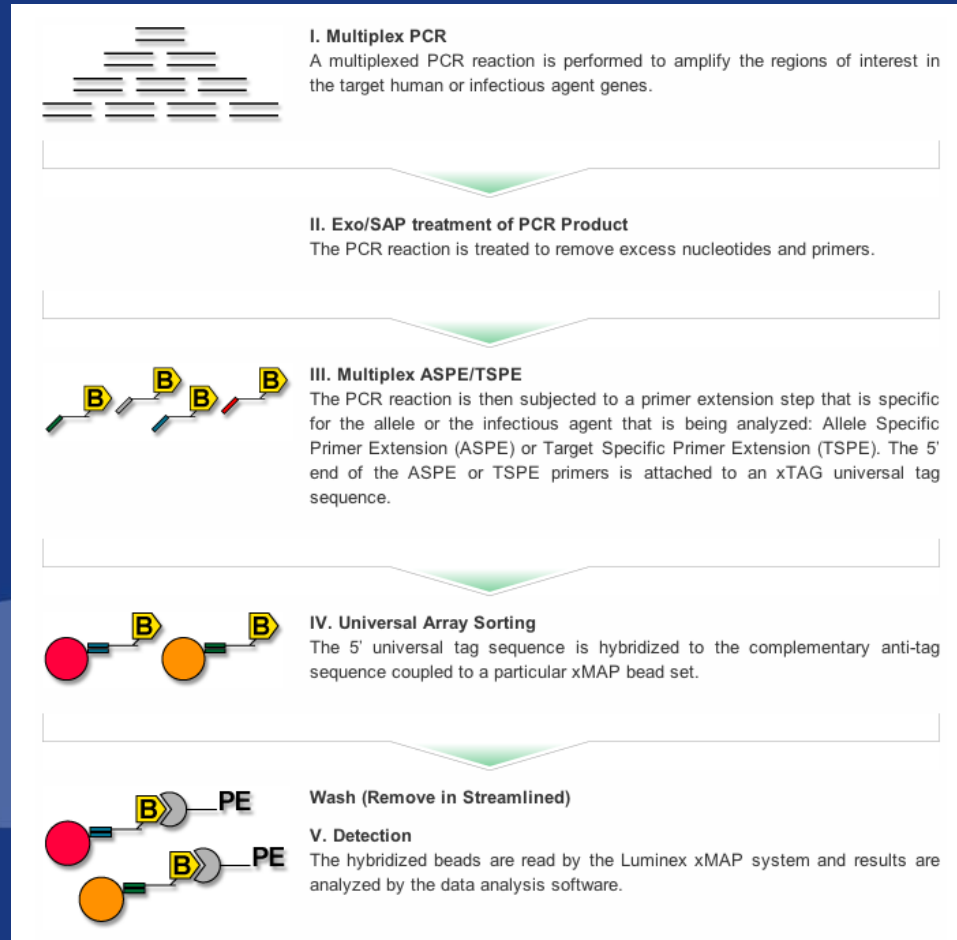 I. Multiplex PCR
A multiplexed PCR reaction is performed to amplify the regions of interest in
the target human or infectious agent genes.
II. Exo/SAP treatment of PCR Product
The PCR reaction is treated to remove excess nucleotides and primers.
B B B B
III. Multiplex ASPE/TSPE
The PCR reaction is then subjected to a primer extension step that is specific
for the allele or the infectious agent that is being analyzed: Allele Specific
Primer Extension (ASPE) or Target Specific Primer Extension (TSPE). The 5'
end of the ASPE or TSPE primers is attached to an xTAG universal tag
sequence.
B B
IV. Universal Array Sorting
The 5' universal tag sequence is hybridized to the complementary anti-tag
sequence coupled to a particular xMAP bead set.
B PE
B PE
Wash (Remove in Streamlined)
V. Detection
The hybridized beads are read by the Luminex xMAP system and results are
analyzed by the data analysis software.